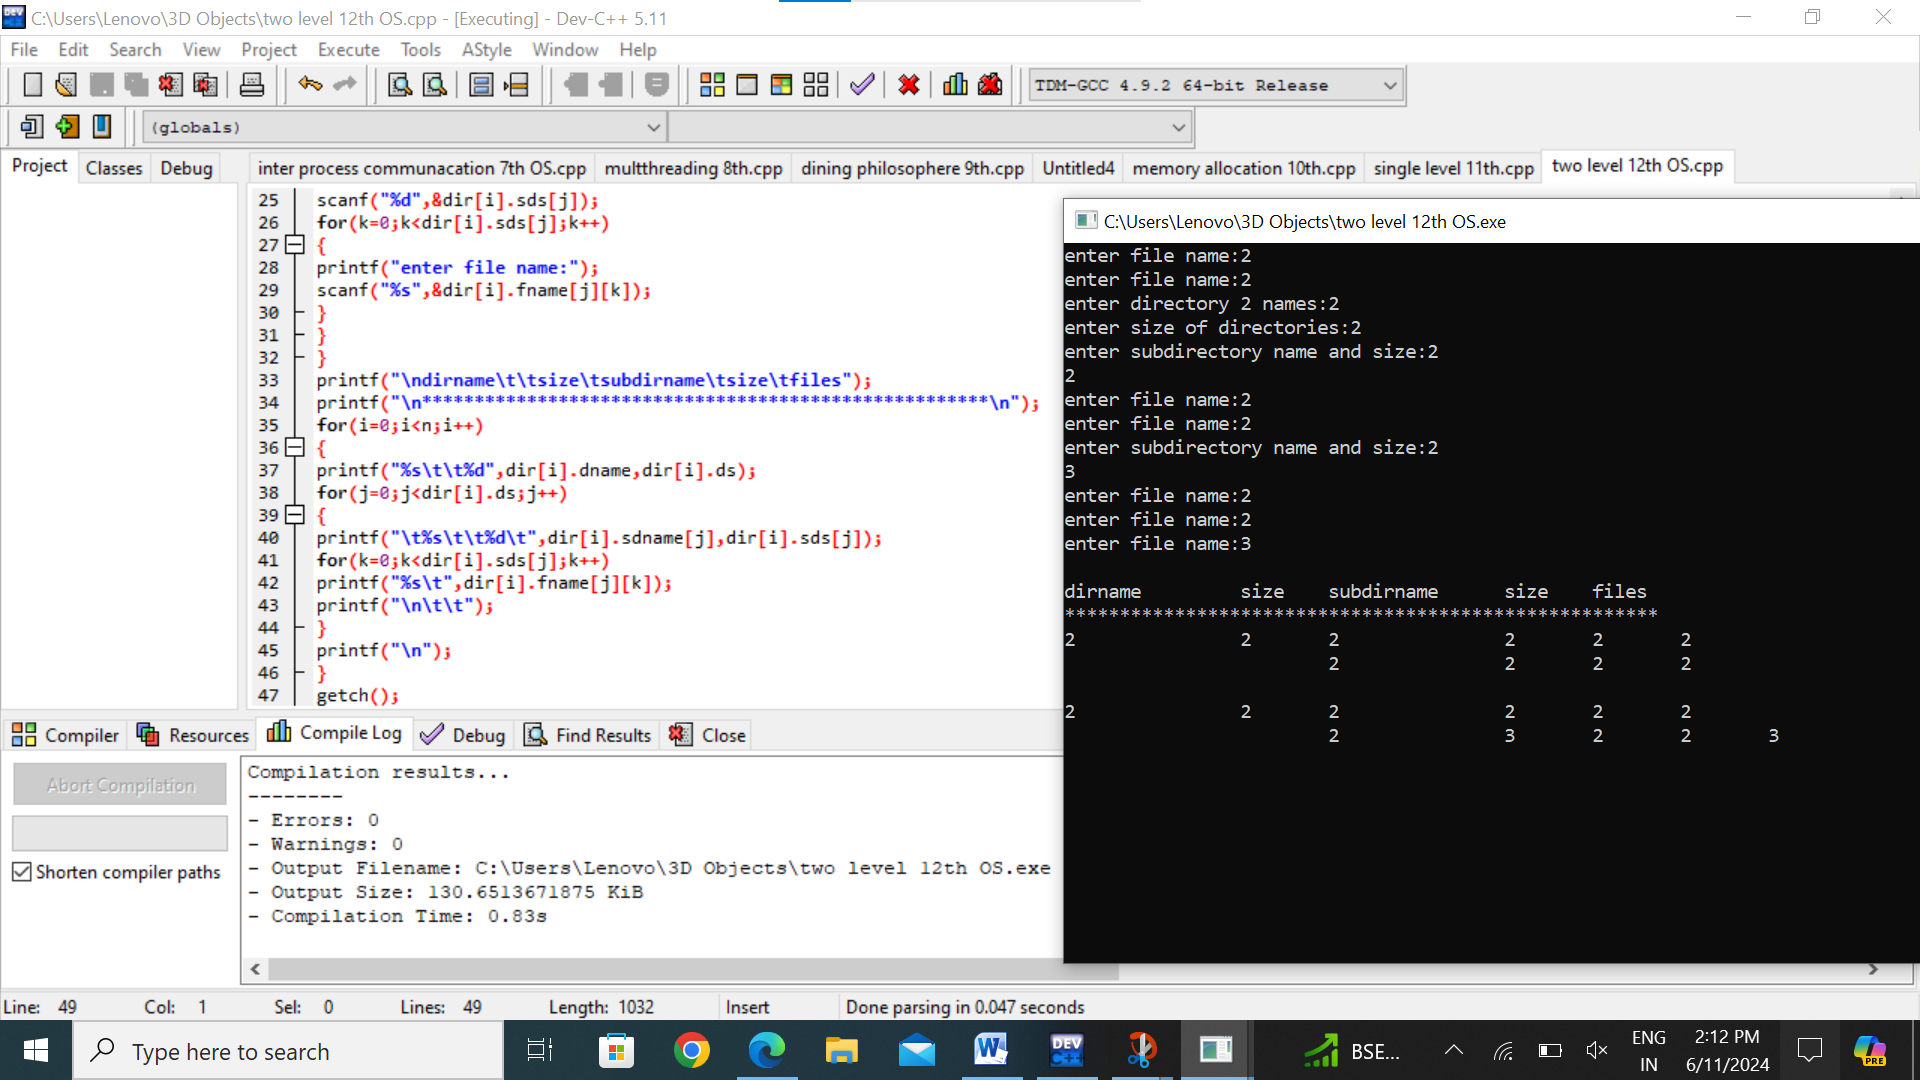 C:\Users\Lenovo\3D Objects\two level 12th OS.cpp - [Executing] - Dev-C++ 5.11
File Edit Search View Project Execute Tools AStyle Window Help
TDM-GCC 4.9.2 64-bit Release
(globals)
Project Classes Debug
inter process communacation 7th OS.cpp multthreading 8th.cpp dining philosophere 9th.cpp Untitled4 memory allocation 10th.cpp single level 11th.cpp two level 12th OS.cpp
25 scanf("%d",&dir[i].sds[j]);
26 for(k=0;k<dir[i].sds[j];k++)
27 {
28 printf("enter file name:");
29 scanf("%s",&dir[i].fname[j][k]);
30 }
31 }
32 }
33 printf("\ndirname\t\tsize\tsubdirname\tsize\tfiles");
34 printf("\n******************************************************\n");
35 for(i=0;i<n;i++)
36 {
37 printf("%s\t\t%d",dir[i].dname,dir[i].ds);
38 for(j=0;j<dir[i].ds;j++)
39 {
40 printf("\t%s\t\t%d\t",dir[i].sdname[j],dir[i].sds[j]);
41 for(k=0;k<dir[i].sds[j];k++)
42 printf("%s\t",dir[i].fname[j][k]);
43 printf("\n\t\t");
44 }
45 printf("\n");
46 }
47 getch();
C:\Users\Lenovo\3D Objects\two level 12th OS.exe
enter file name:2
enter file name:2
enter directory 2 names:2
enter size of directories:2
enter subdirectory name and size:2
2
enter file name:2
enter file name:2
enter subdirectory name and size:2
3
enter file name:2
enter file name:2
enter file name:3
dirname size subdirname size files
******************************************************
2 2 2 2 2 2
2 2 2 2
2 2 2 2 2 2
2 3 2 2 3
Compiler Resources Compile Log Debug Find Results Close
Abort Compilation
Shorten compiler paths
Compilation results...
--------
- Errors: 0
- Warnings: 0
- Output Filename: C:\Users\Lenovo\3D Objects\two level 12th OS.exe
- Output Size: 130.6513671875 KiB
- Compilation Time: 0.83s
Line: 49 Col: 1 Sel: 0 Lines: 49 Length: 1032 Insert Done parsing in 0.047 seconds
Type here to search
DEV C++
BSE...
ENG
IN
2:12 PM
6/11/2024
PRE